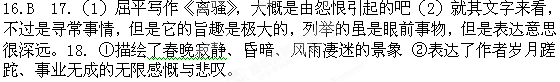 16.B  17.（1）屈平写作《离骚》，大概是由怨恨引起的吧（2）就其文字来看，
不过是寻常事情，但是它的旨趣是极大的，列举的虽是眼前事物，但是表达意思
很深远。18. ①描绘了春晚寂静、昏暗、风雨凄迷的景象 ②表达了作者岁月蹉
跎、事业无成的无限感慨与悲叹。